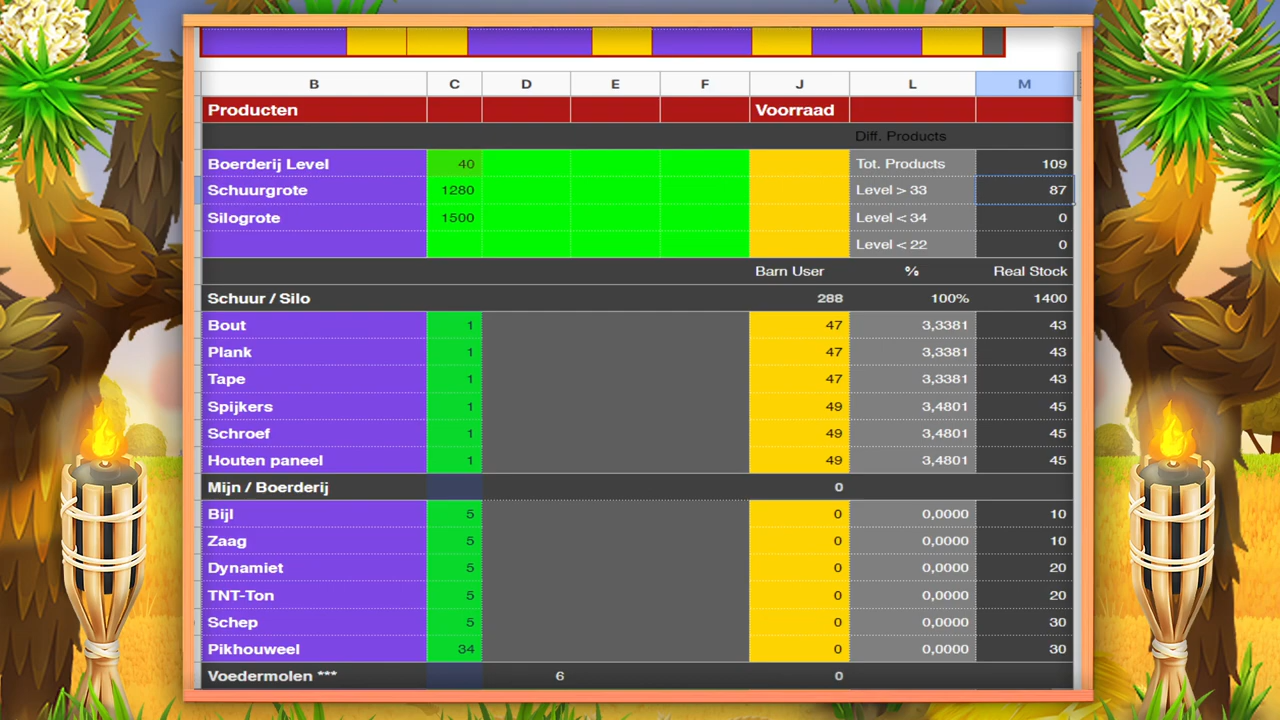 B C D E F J L M
Producten Voorraad
Diff. Products
Boerderij Level 40 Tot. Products 109
Schuurgrote 1280 Level > 33 87
Silogrote 1500 Level < 34 0
Level < 22 0
Barn User % Real Stock
Schuur / Silo 288 100% 1400
Bout 1 47 3,3381 43
Plank 1 47 3,3381 43
Tape 1 47 3,3381 43
Spijkers 1 49 3,4801 45
Schroef 1 49 3,4801 45
Houten paneel 1 49 3,4801 45
Mijn / Boerderij 0
Bijl 5 0 0,0000 10
Zaag 5 0 0,0000 10
Dynamiet 5 0 0,0000 20
TNT-Ton 5 0 0,0000 20
Schep 5 0 0,0000 30
Pikhouweel 34 0 0,0000 30
Voedermolen *** 6 0